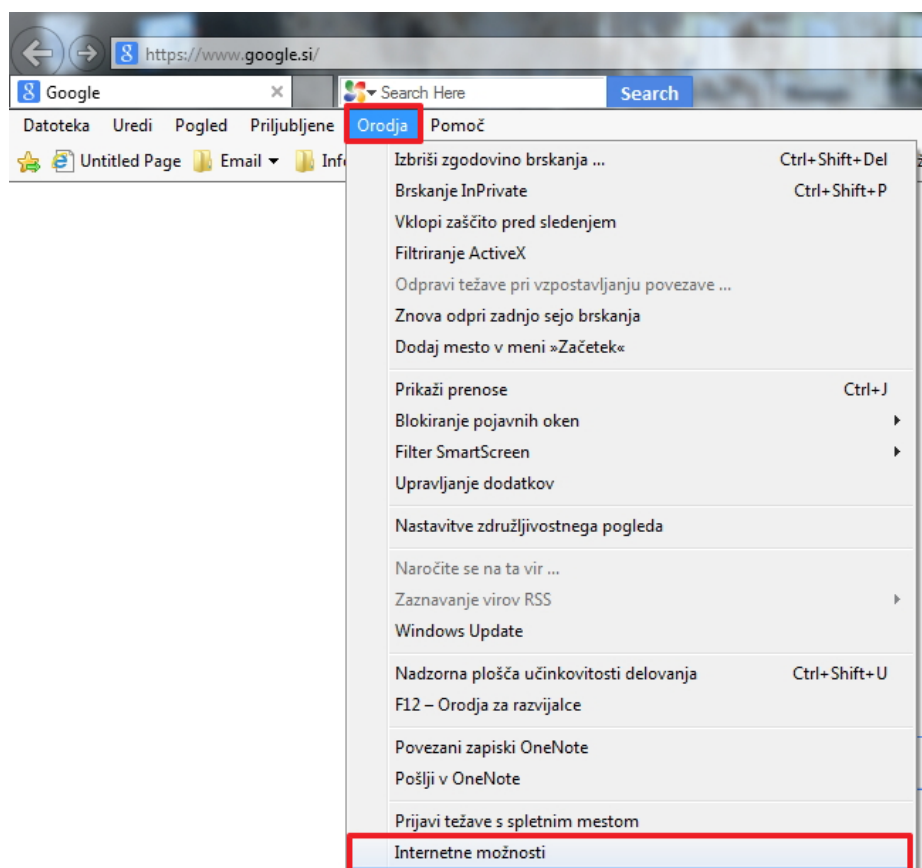 https://www.google.si/
Google
Search Here Search
Datoteka Uredi Pogled Priljubljene Orodja Pomoč
Untitled Page Email
Izbriši zgodovino brskanja ... Ctrl+Shift+Del
Brskanje InPrivate Ctrl+Shift+P
Vklopi zaščito pred sledenjem
Filtriranje ActiveX
Odpravi težave pri vzpostavljanju povezave ...
Znova odpri zadnjo sejo brskanja
Dodaj mesto v meni »Začetek«
Prikaži prenose Ctrl+J
Blokiranje pojavnih oken
Filter SmartScreen
Upravljanje dodatkov
Nastavitve združljivostnega pogleda
Naročite se na ta vir ...
Zaznavanje virov RSS
Windows Update
Nadzorna plošča učinkovitosti delovanja Ctrl+Shift+U
F12 – Orodja za razvijalce
Povezani zapiski OneNote
Pošlji v OneNote
Prijavi težave s spletnim mestom
Internetne možnosti